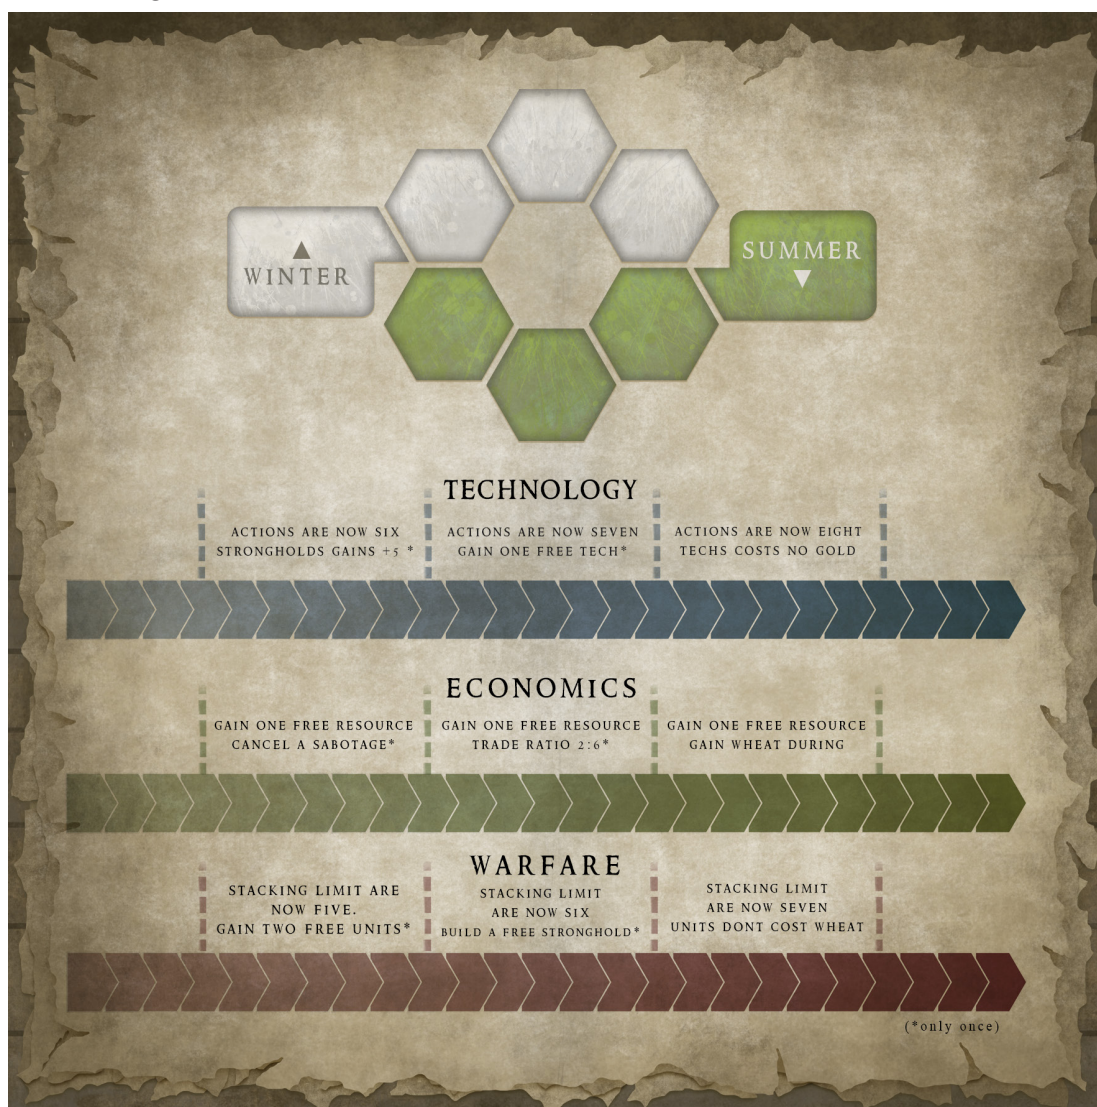 WINTER
SUMMER
TECHNOLOGY
ACTIONS ARE NOW SIX
STRONGHOLDS GAINS +5 *
ACTIONS ARE NOW SEVEN
GAIN ONE FREE TECH*
ACTIONS ARE NOW EIGHT
TECHS COSTS NO GOLD
ECONOMICS
GAIN ONE FREE RESOURCE
CANCEL A SABOTAGE*
GAIN ONE FREE RESOURCE
TRADE RATIO 2:6*
GAIN ONE FREE RESOURCE
GAIN WHEAT DURING
WARFARE
STACKING LIMIT ARE
NOW FIVE.
GAIN TWO FREE UNITS*
STACKING LIMIT
ARE NOW SIX
BUILD A FREE STRONGHOLD*
STACKING LIMIT
ARE NOW SEVEN
UNITS DONT COST WHEAT
(*only once)